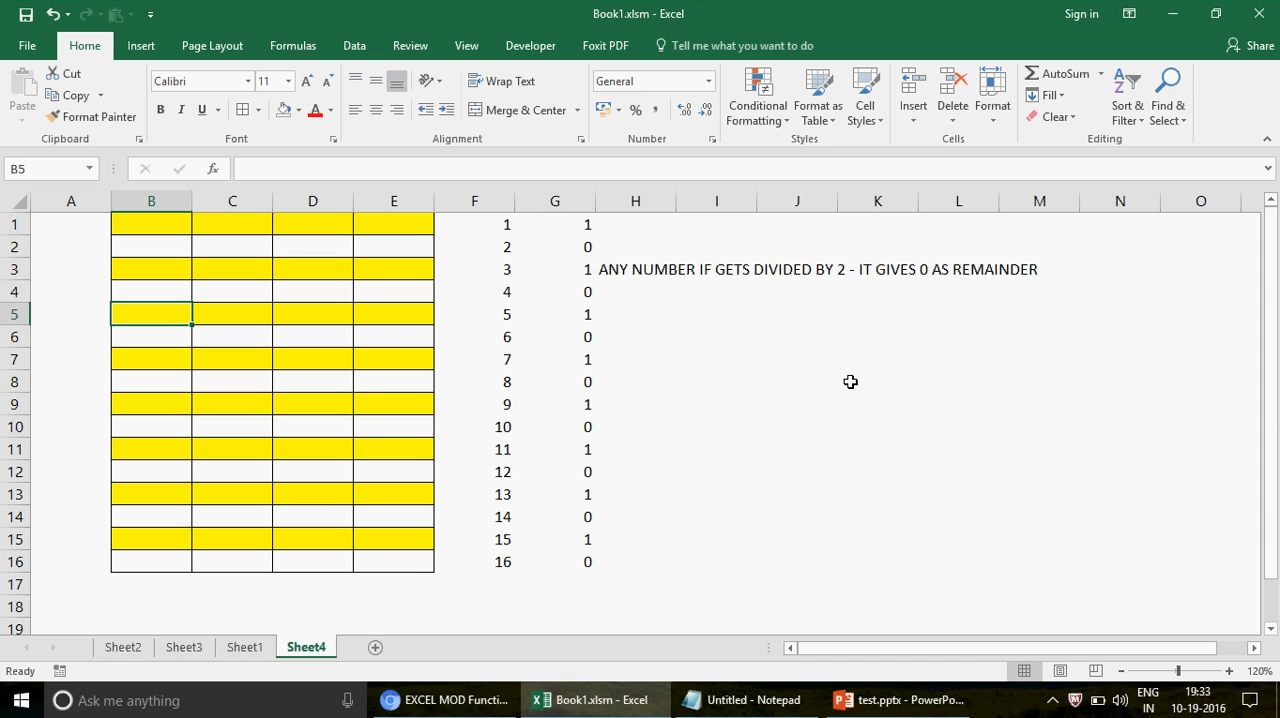 Book1.xlsm - Excel
Sign in
File Home Insert Page Layout Formulas Data Review View Developer Foxit PDF Tell me what you want to do Share
Paste
Cut
Copy
Format Painter
Clipboard
Calibri 11
B I U
Font
Wrap Text
Merge & Center
Alignment
General
Number
Conditional Formatting
Format as Table
Cell Styles
Styles
Insert
Delete
Format
Cells
AutoSum
Fill
Clear
Sort & Filter
Find & Select
Editing
B5
fx
A B C D E F G H I J K L M N O
1 1 1
2 2 0
3 3 1 ANY NUMBER IF GETS DIVIDED BY 2 - IT GIVES 0 AS REMAINDER
4 4 0
5 5 1
6 6 0
7 7 1
8 8 0
9 9 1
10 10 0
11 11 1
12 12 0
13 13 1
14 14 0
15 15 1
16 16 0
17
18
19
Sheet2 Sheet3 Sheet1 Sheet4
Ready
120%
Ask me anything
EXCEL MOD Functi...
Book1.xlsm - Excel
Untitled - Notepad
test.pptx - PowerPo...
ENG
IN
19:33
10-19-2016